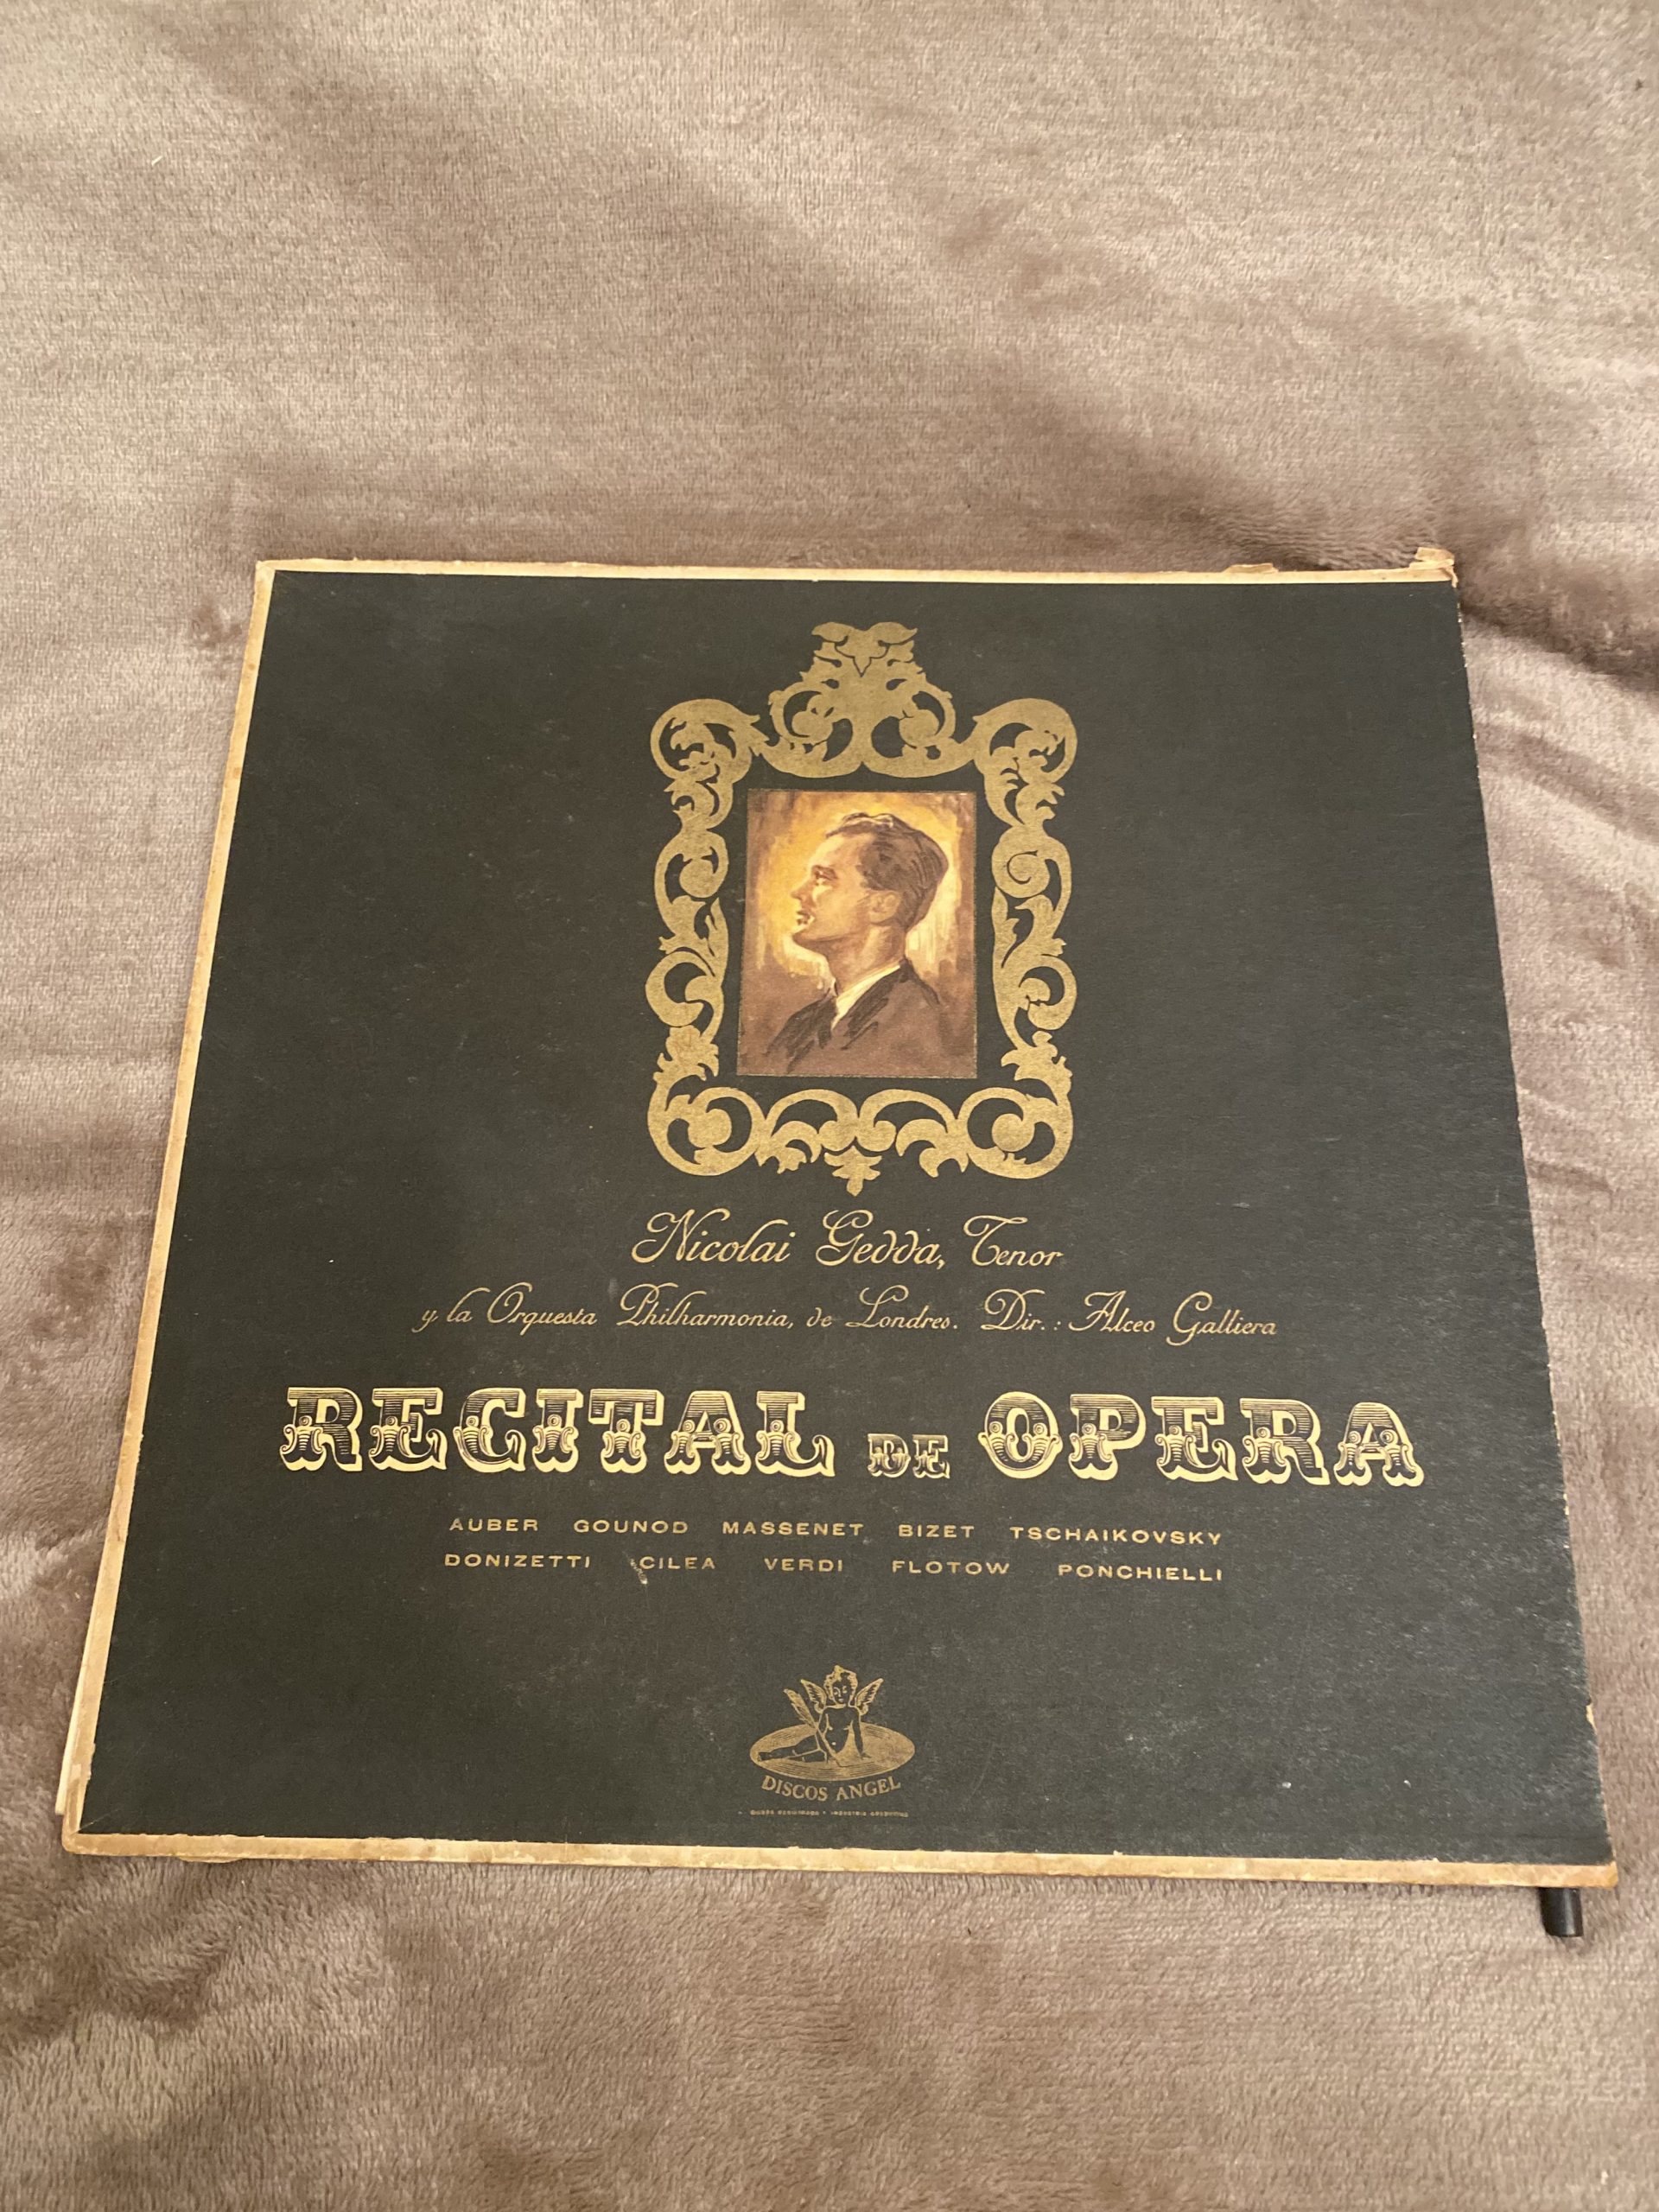 Nicolai Gedda, Tenor
y la Orquesta Philharmonia, de Londres. Dir.: Alceo Galliera
RECITAL DE OPERA
AUBER GOUNOD MASSENET BIZET TSCHAIKOVSKY
DONIZETTI CILEA VERDI FLOTOW PONCHIELLI
DISCOS ANGEL